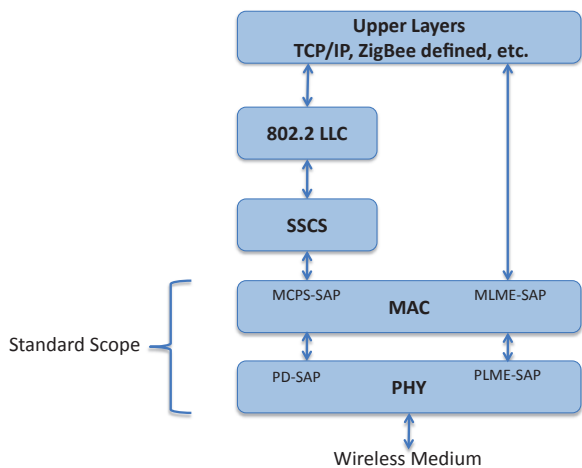 Upper Layers
TCP/IP, ZigBee defined, etc.
802.2 LLC
SSCS
MCPS-SAP
MLME-SAP
MAC
Standard Scope
PD-SAP
PLME-SAP
PHY
Wireless Medium